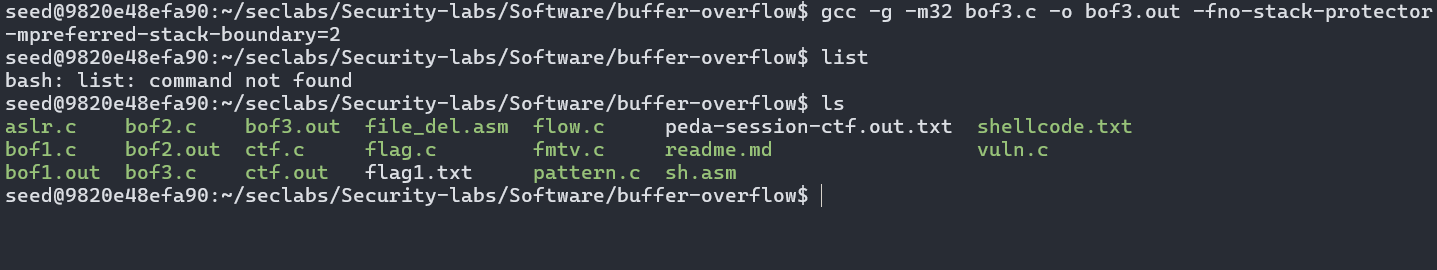 seed@9820e48efa90:~/seclabs/Security-labs/Software/buffer-overflow$ gcc -g -m32 bof3.c -o bof3.out -fno-stack-protector
-mpreferred-stack-boundary=2
seed@9820e48efa90:~/seclabs/Security-labs/Software/buffer-overflow$ list
bash: list: command not found
seed@9820e48efa90:~/seclabs/Security-labs/Software/buffer-overflow$ ls
aslr.c    bof2.c    bof3.out  file_del.asm  flow.c     peda-session-ctf.out.txt  shellcode.txt
bof1.c    bof2.out  ctf.c     flag.c        fmtv.c     readme.md                 vuln.c
bof1.out  bof3.c    ctf.out   flag1.txt     pattern.c  sh.asm
seed@9820e48efa90:~/seclabs/Security-labs/Software/buffer-overflow$